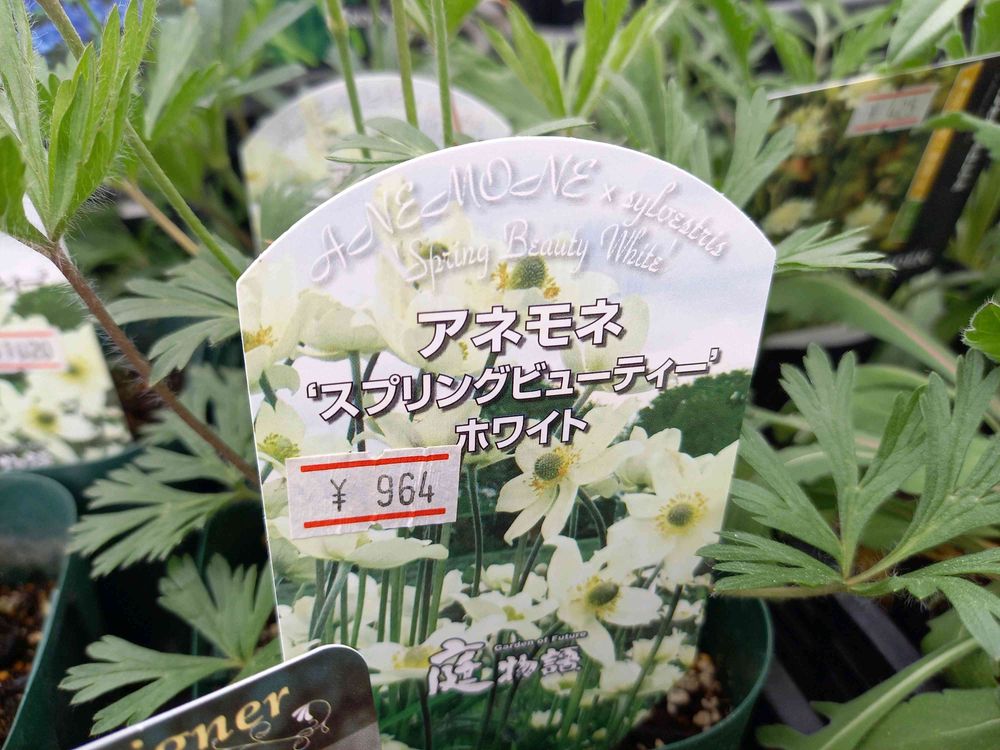 ANEMONE × sylvestris
'Spring Beauty White'
アネモネ
'スプリングビューティー'
ホワイト
¥ 964
Garden of Future
庭物語
igner